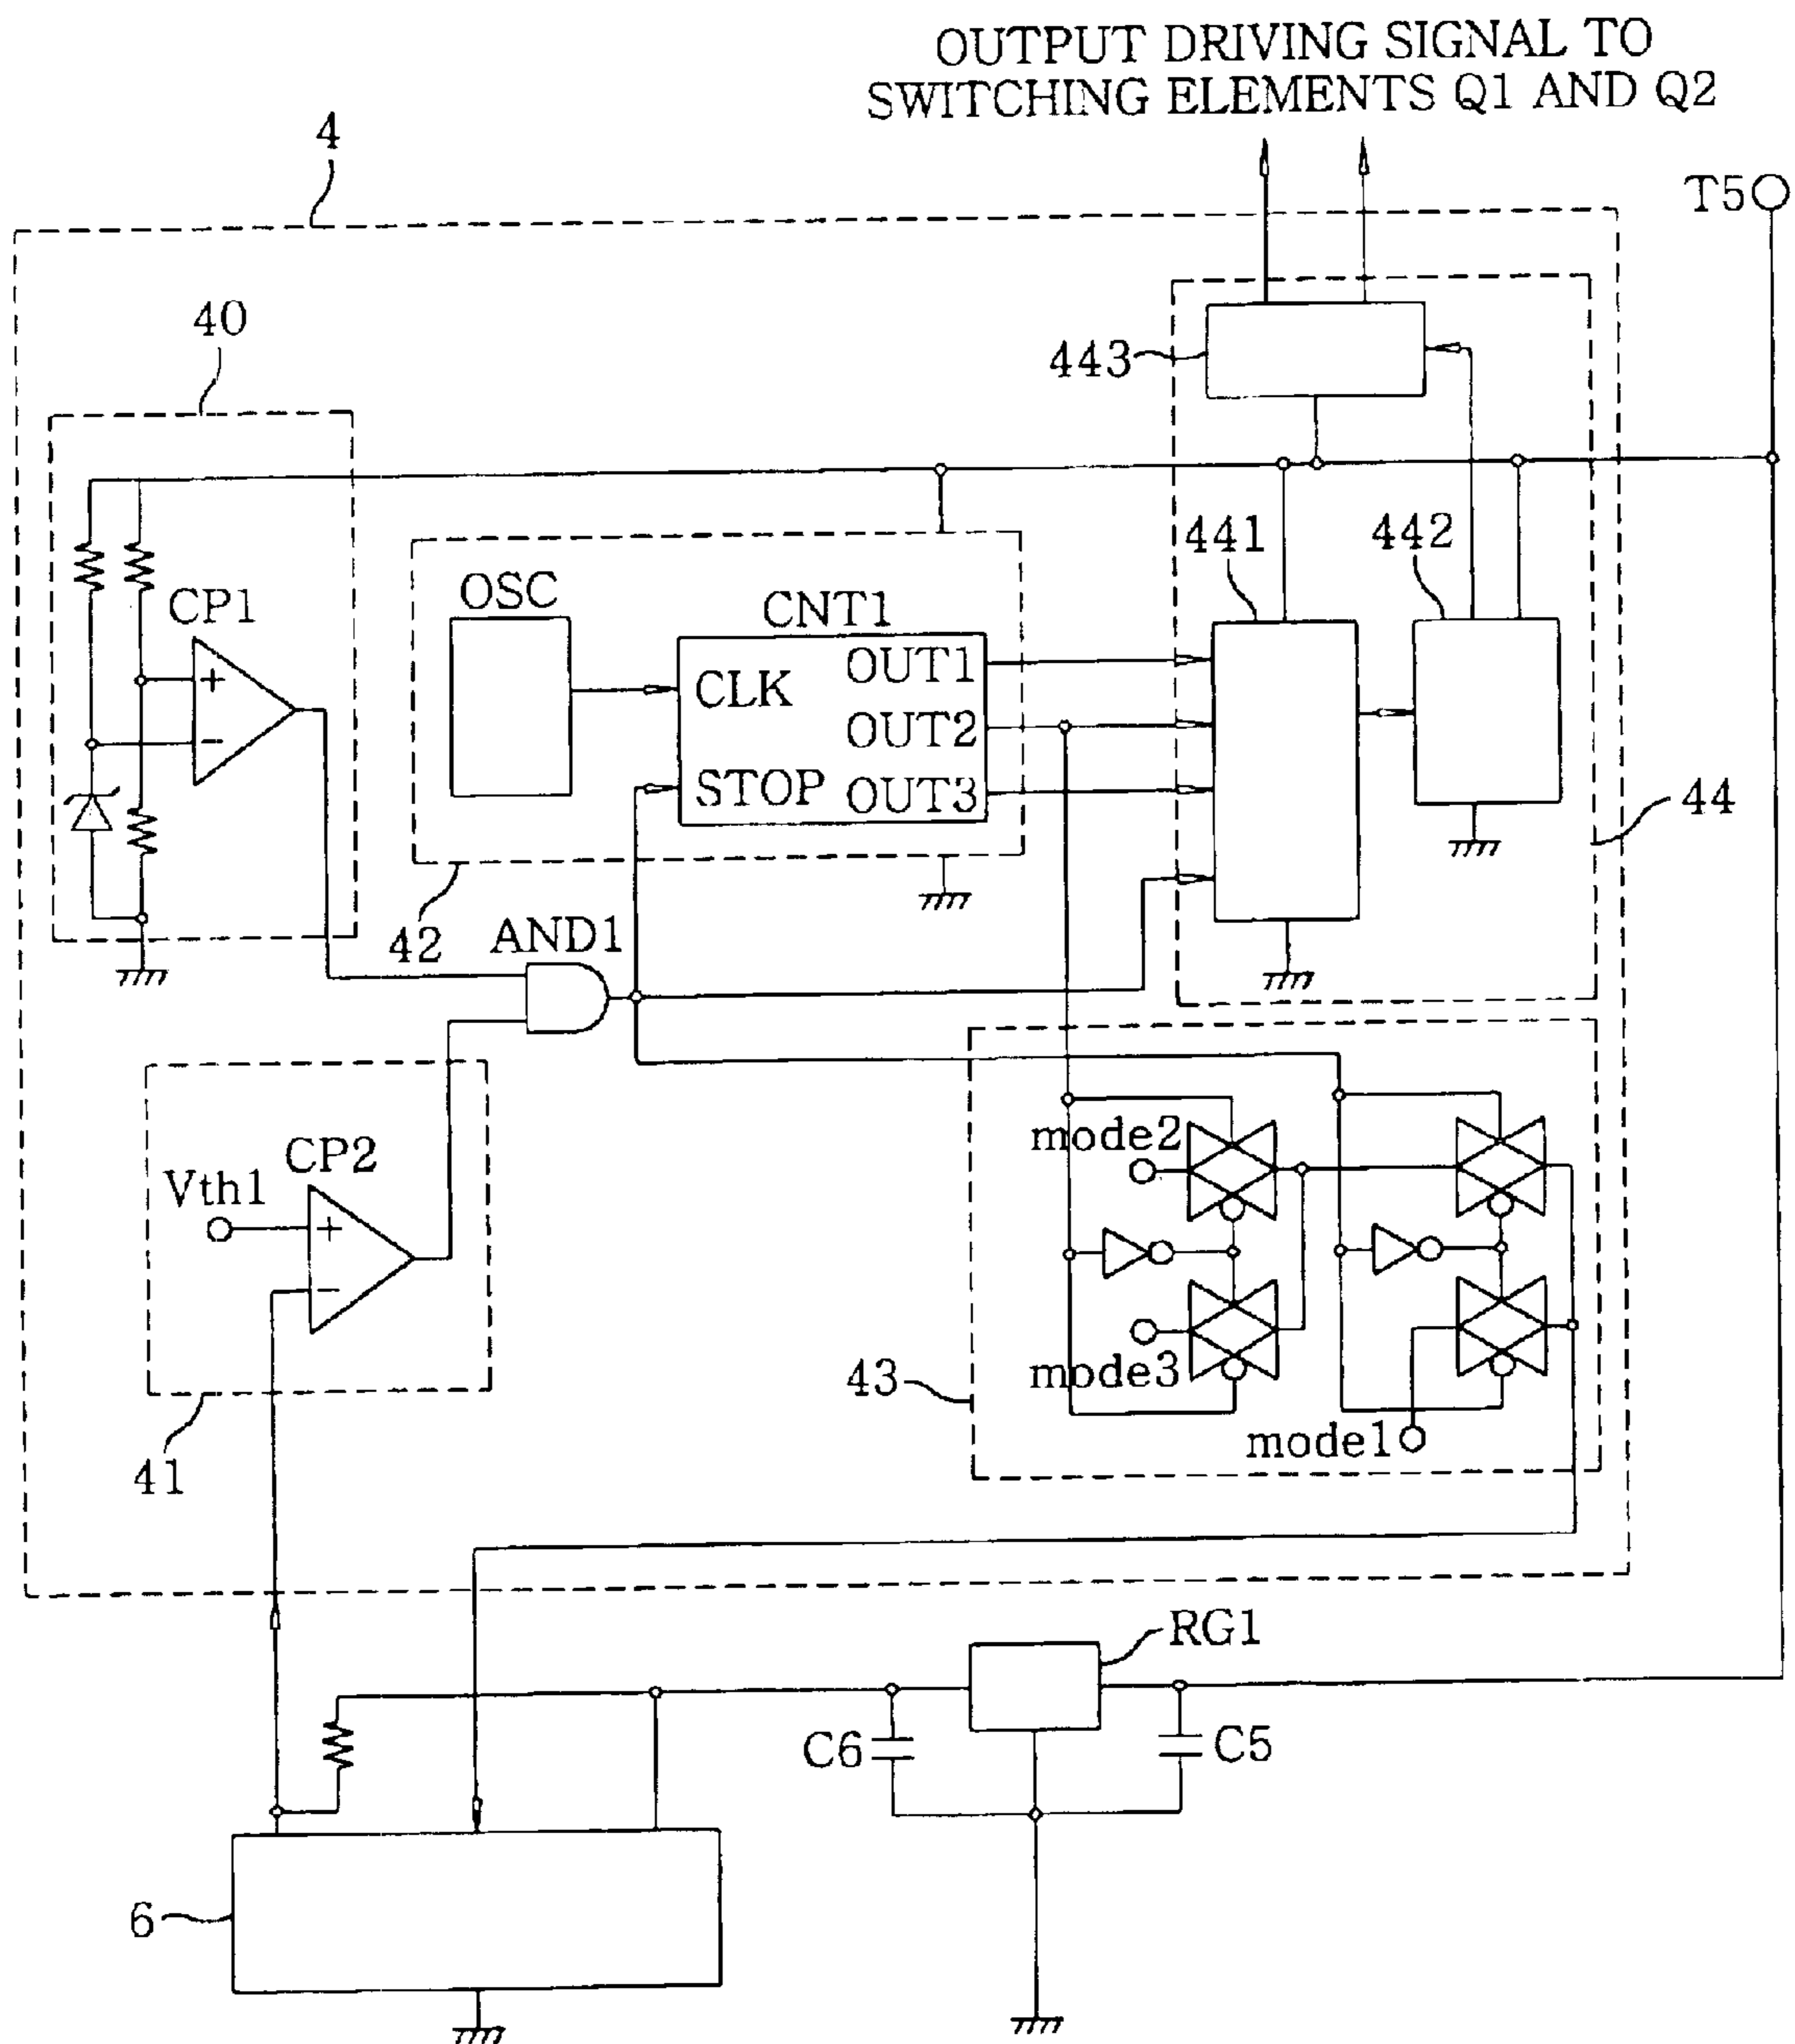 OUTPUT DRIVING SIGNAL TO
SWITCHING ELEMENTS Q1 AND Q2
4
T5
40
443
441
442
OSC
CNT1
CP1
+
−
CLK
OUT1
OUT2
STOP
OUT3
44
42
AND1
mode2
CP2
Vth1
+
−
mode3
43
mode1
41
RG1
C6
C5
6